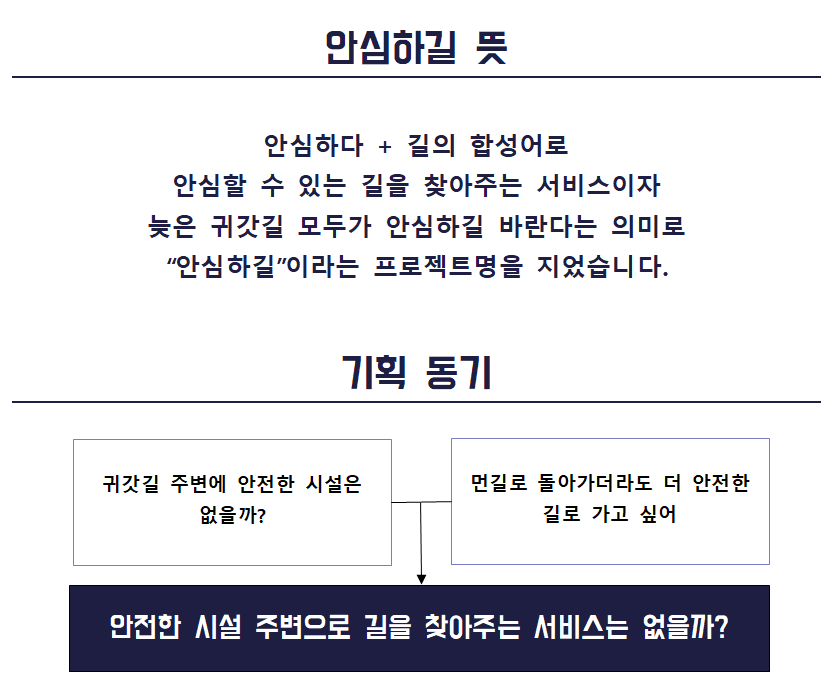 안심하길 뜻
안심하다 + 길의 합성어로
안심할 수 있는 길을 찾아주는 서비스이자
늦은 귀갓길 모두가 안심하길 바란다는 의미로
“안심하길”이라는 프로젝트명을 지었습니다.
기획 동기
귀갓길 주변에 안전한 시설은
없을까?
먼길로 돌아가더라도 더 안전한
길로 가고 싶어
안전한 시설 주변으로 길을 찾아주는 서비스는 없을까?